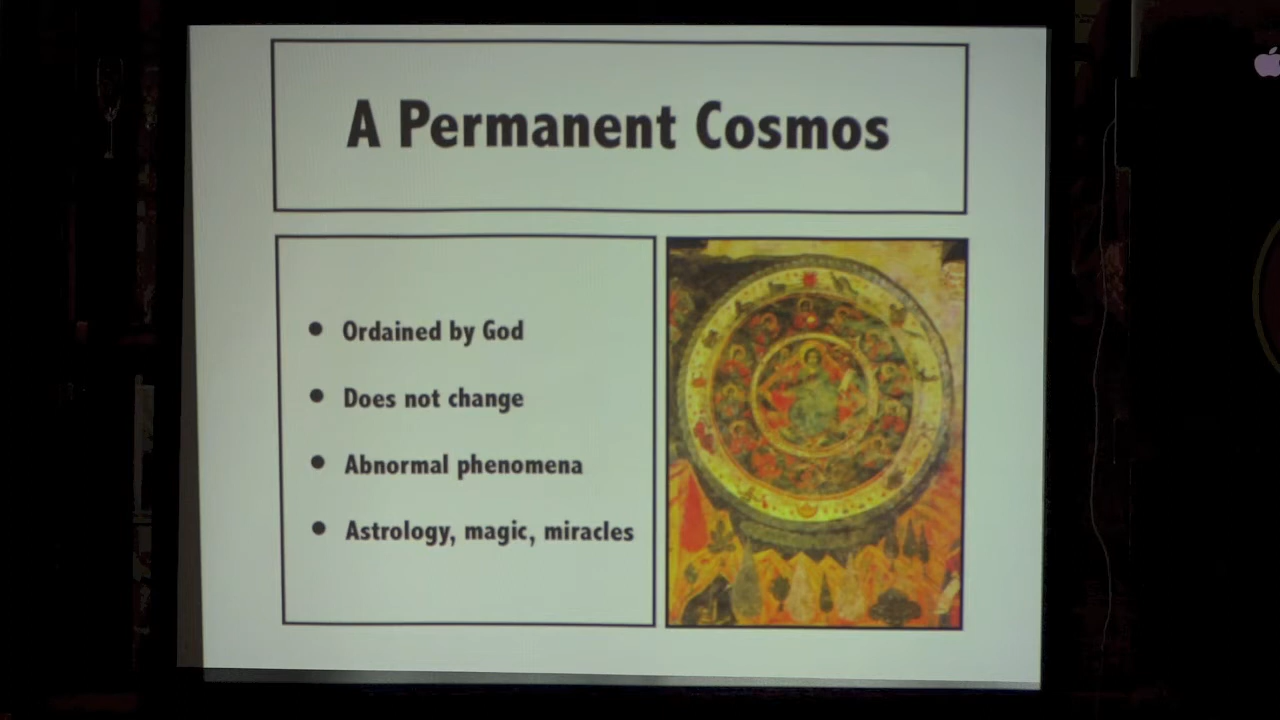 A Permanent Cosmos
• Ordained by God
• Does not change
• Abnormal phenomena
• Astrology, magic, miracles